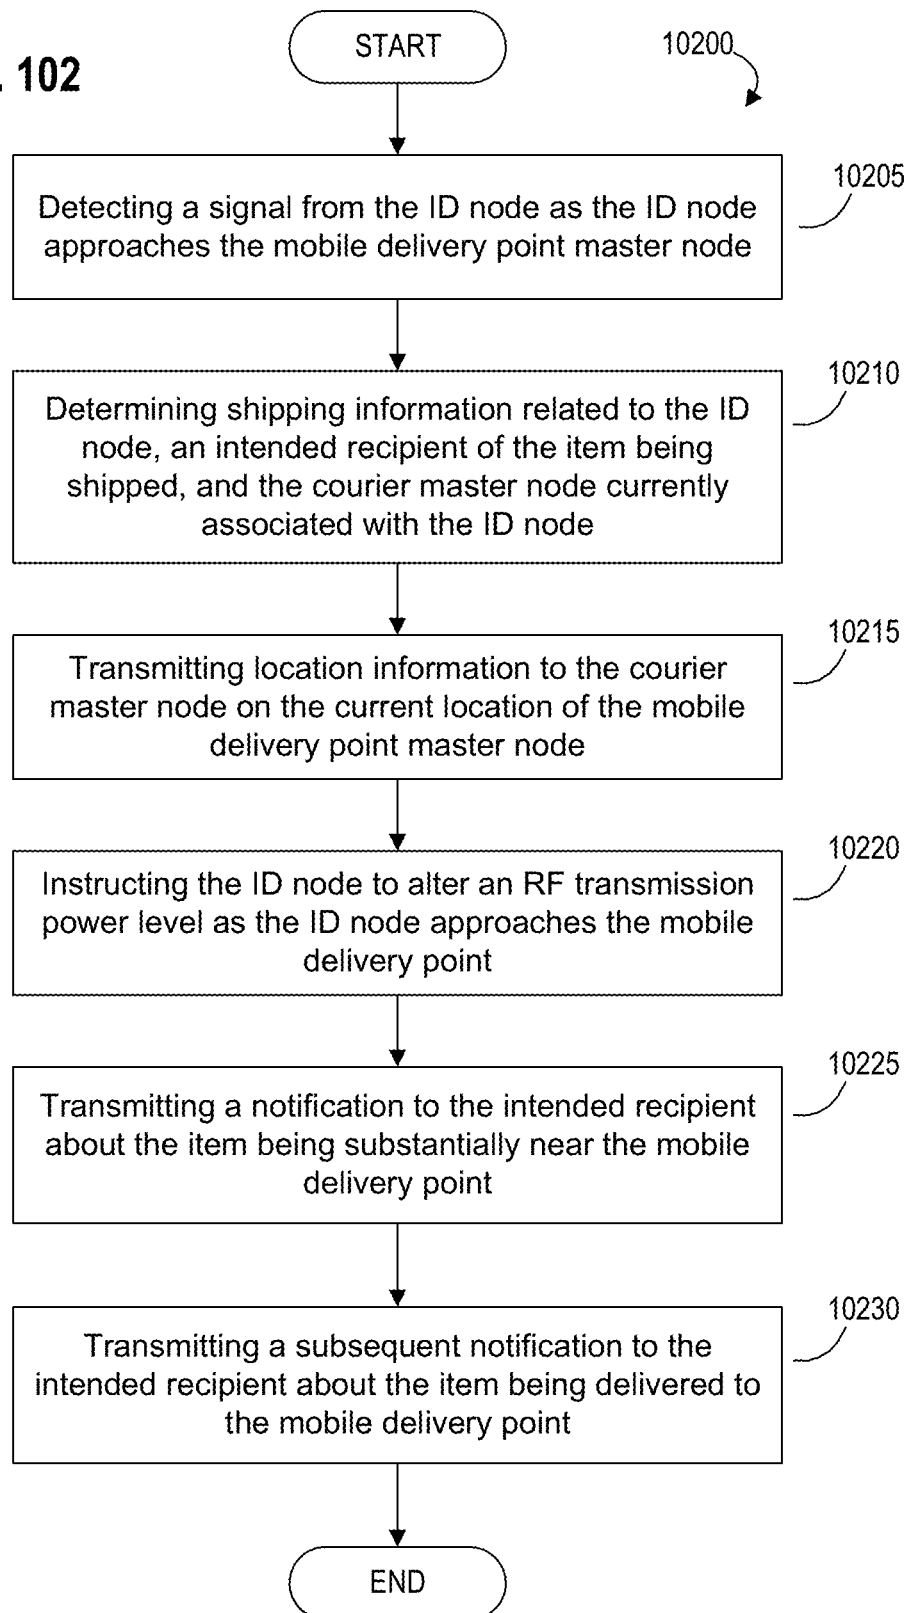 . 102
START
10200
10205
Detecting a signal from the ID node as the ID node
approaches the mobile delivery point master node
10210
Determining shipping information related to the ID
node, an intended recipient of the item being
shipped, and the courier master node currently
associated with the ID node
10215
Transmitting location information to the courier
master node on the current location of the mobile
delivery point master node
10220
Instructing the ID node to alter an RF transmission
power level as the ID node approaches the mobile
delivery point
10225
Transmitting a notification to the intended recipient
about the item being substantially near the mobile
delivery point
10230
Transmitting a subsequent notification to the
intended recipient about the item being delivered to
the mobile delivery point
END